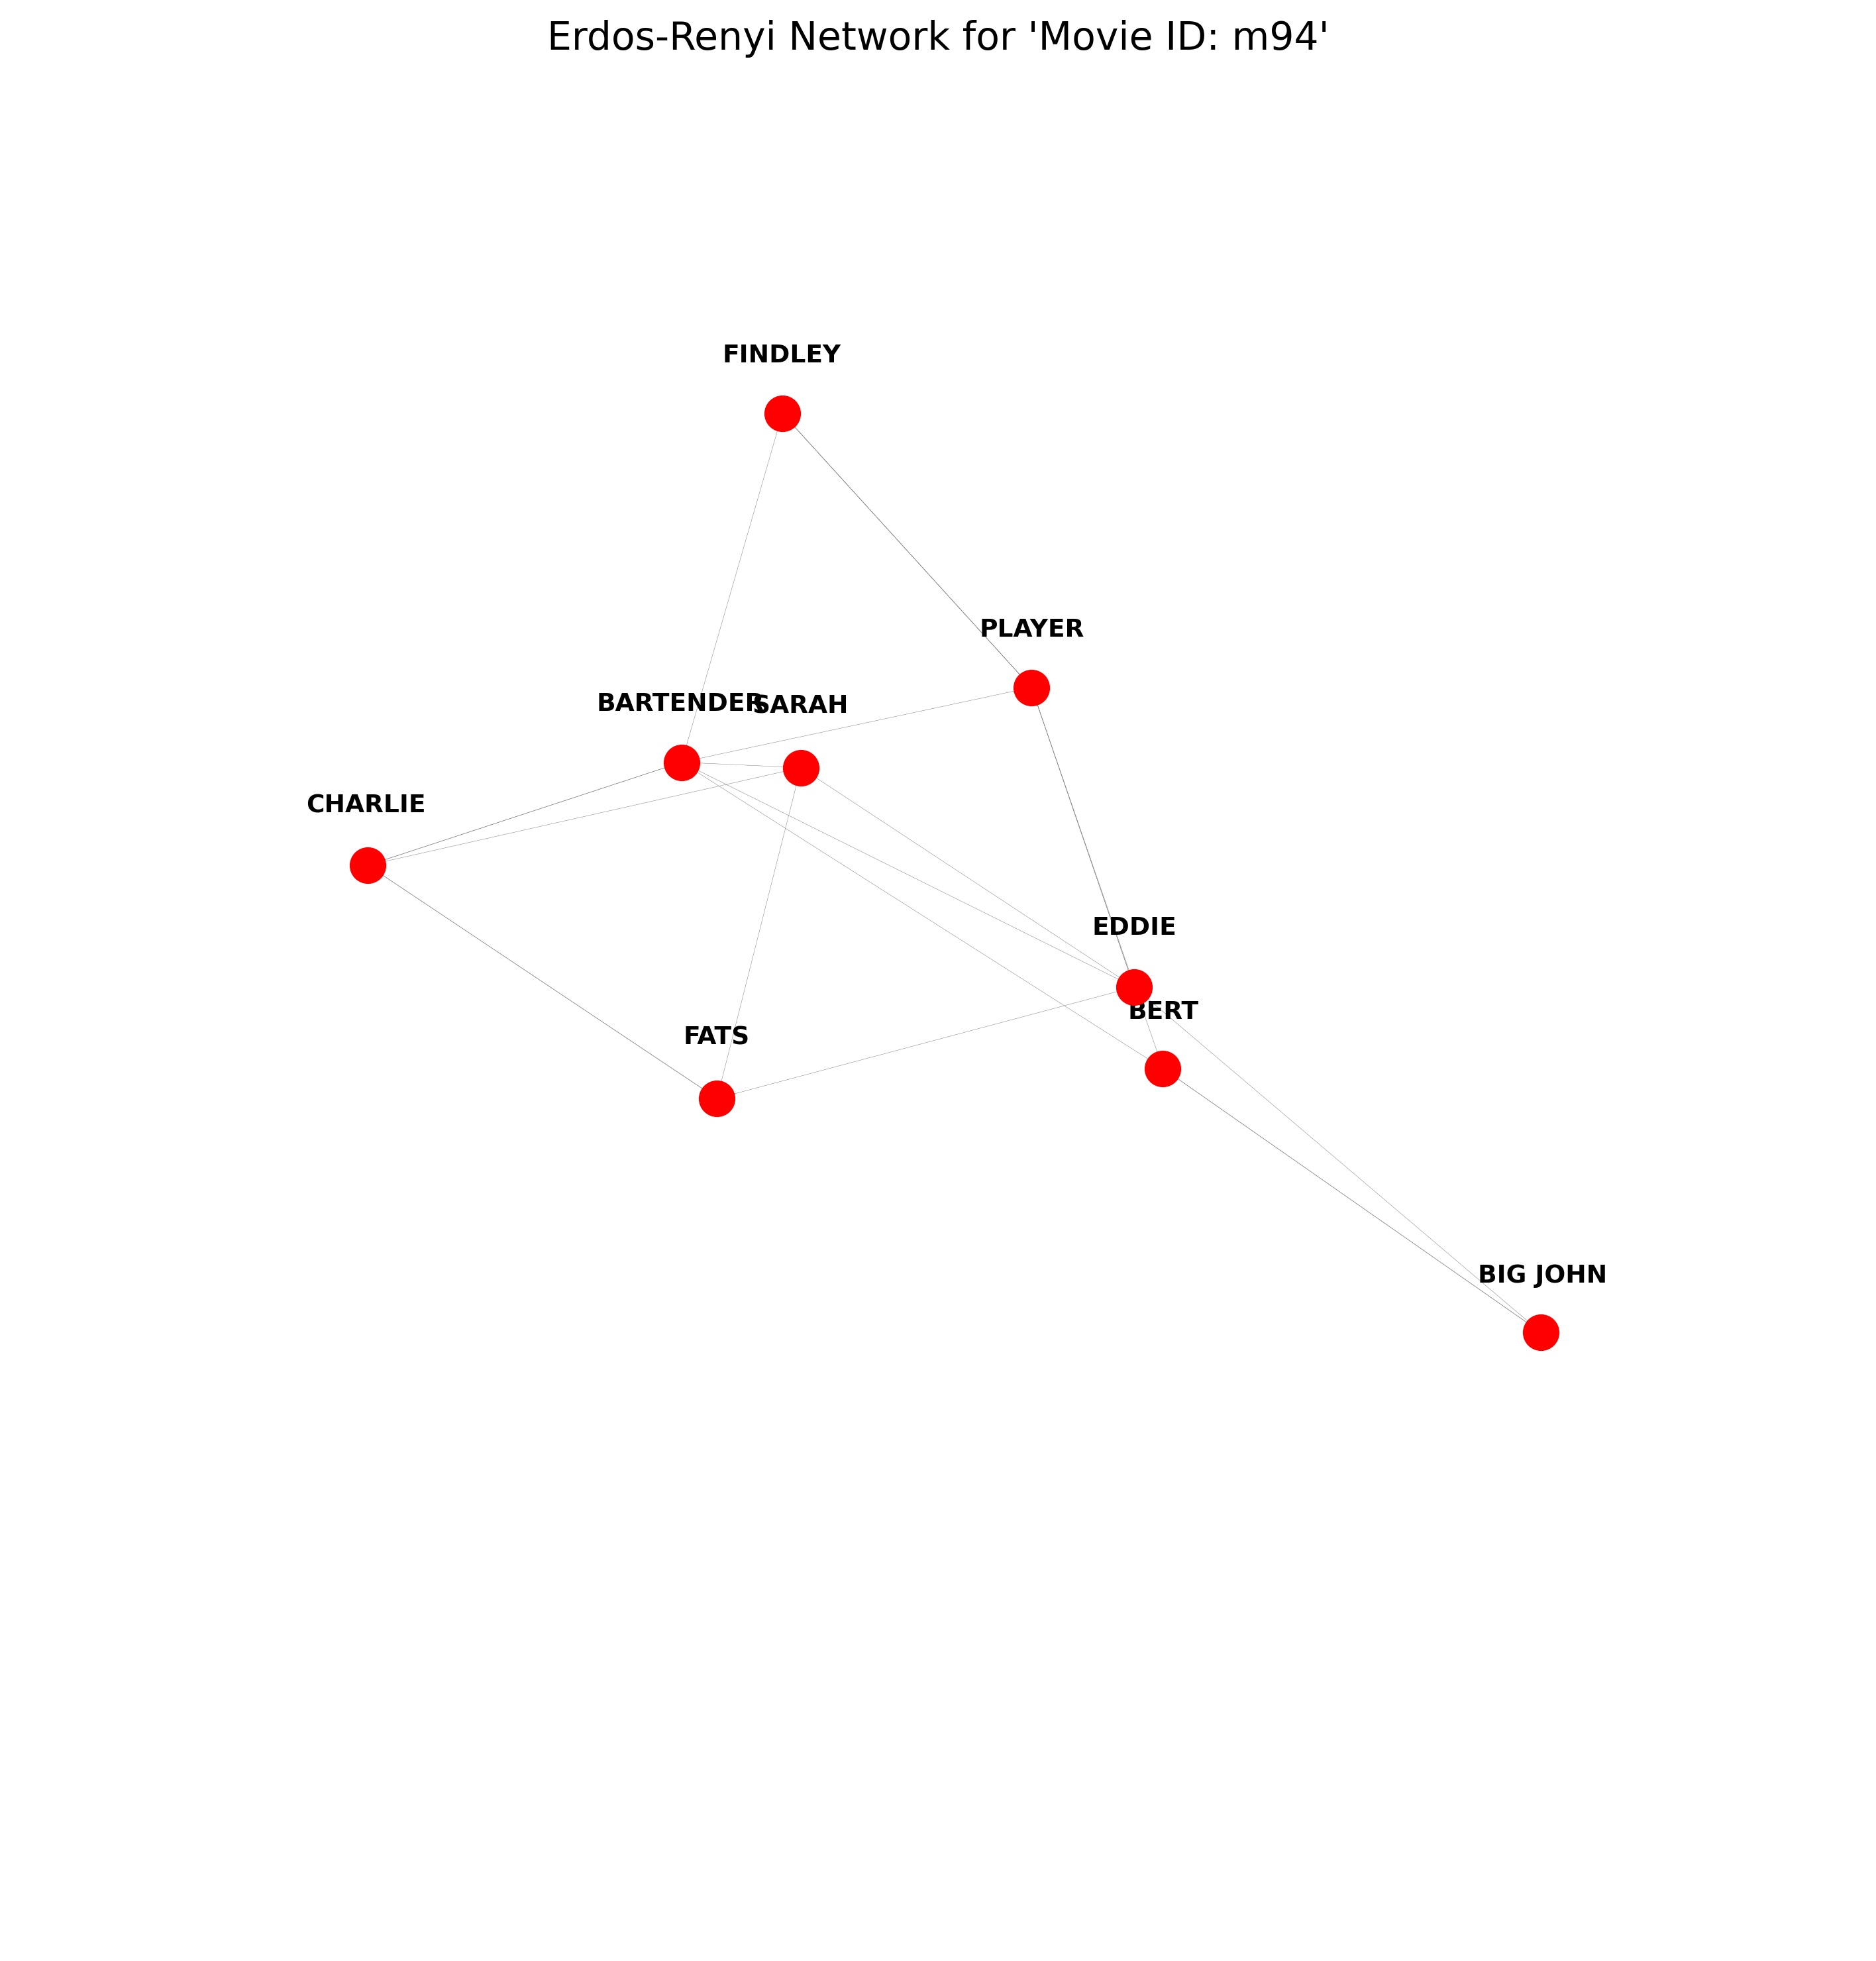 Erdos-Renyi Network for 'Movie ID: m94'
FINDLEY
PLAYER
BARTENDER
SARAH
CHARLIE
EDDIE
BERT
FATS
BIG JOHN